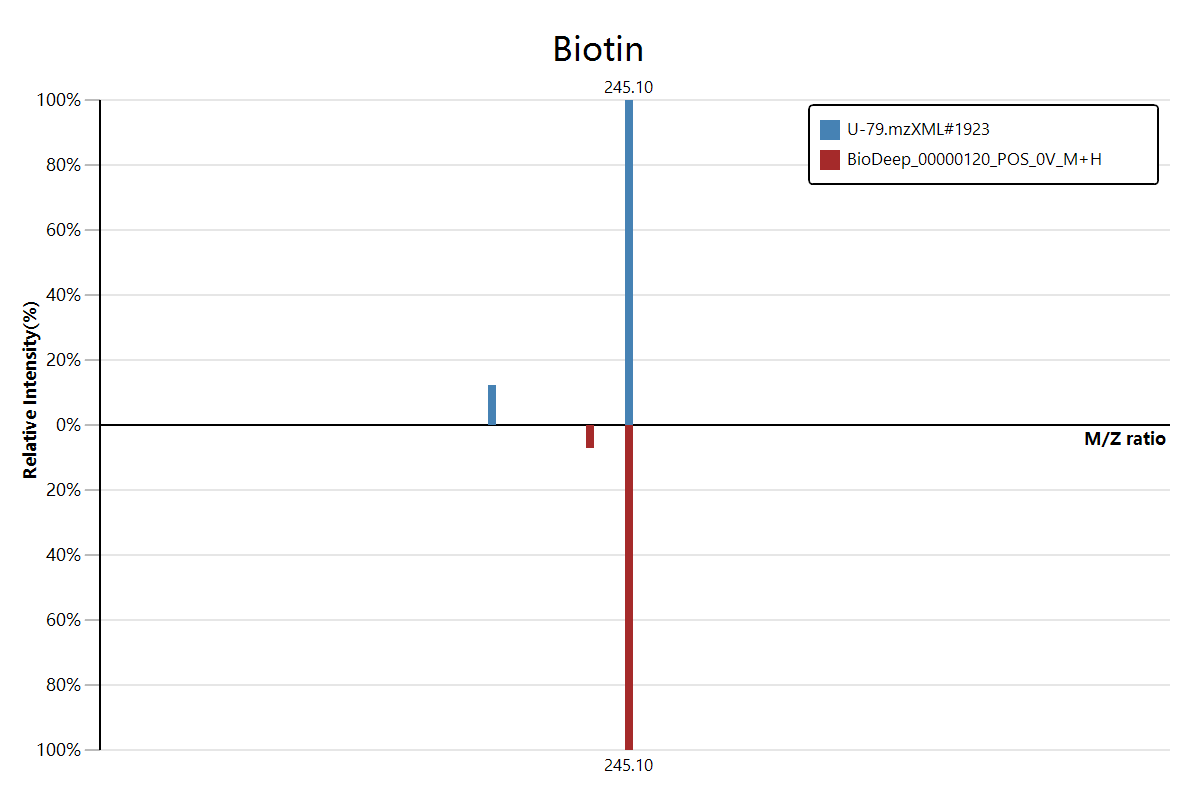 Biotin
245.10
100%
80%
60%
40%
20%
0%
20%
40%
60%
80%
100%
Relative Intensity(%)
U-79.mzXML#1923
BioDeep_00000120_POS_0V_M+H
M/Z ratio
245.10